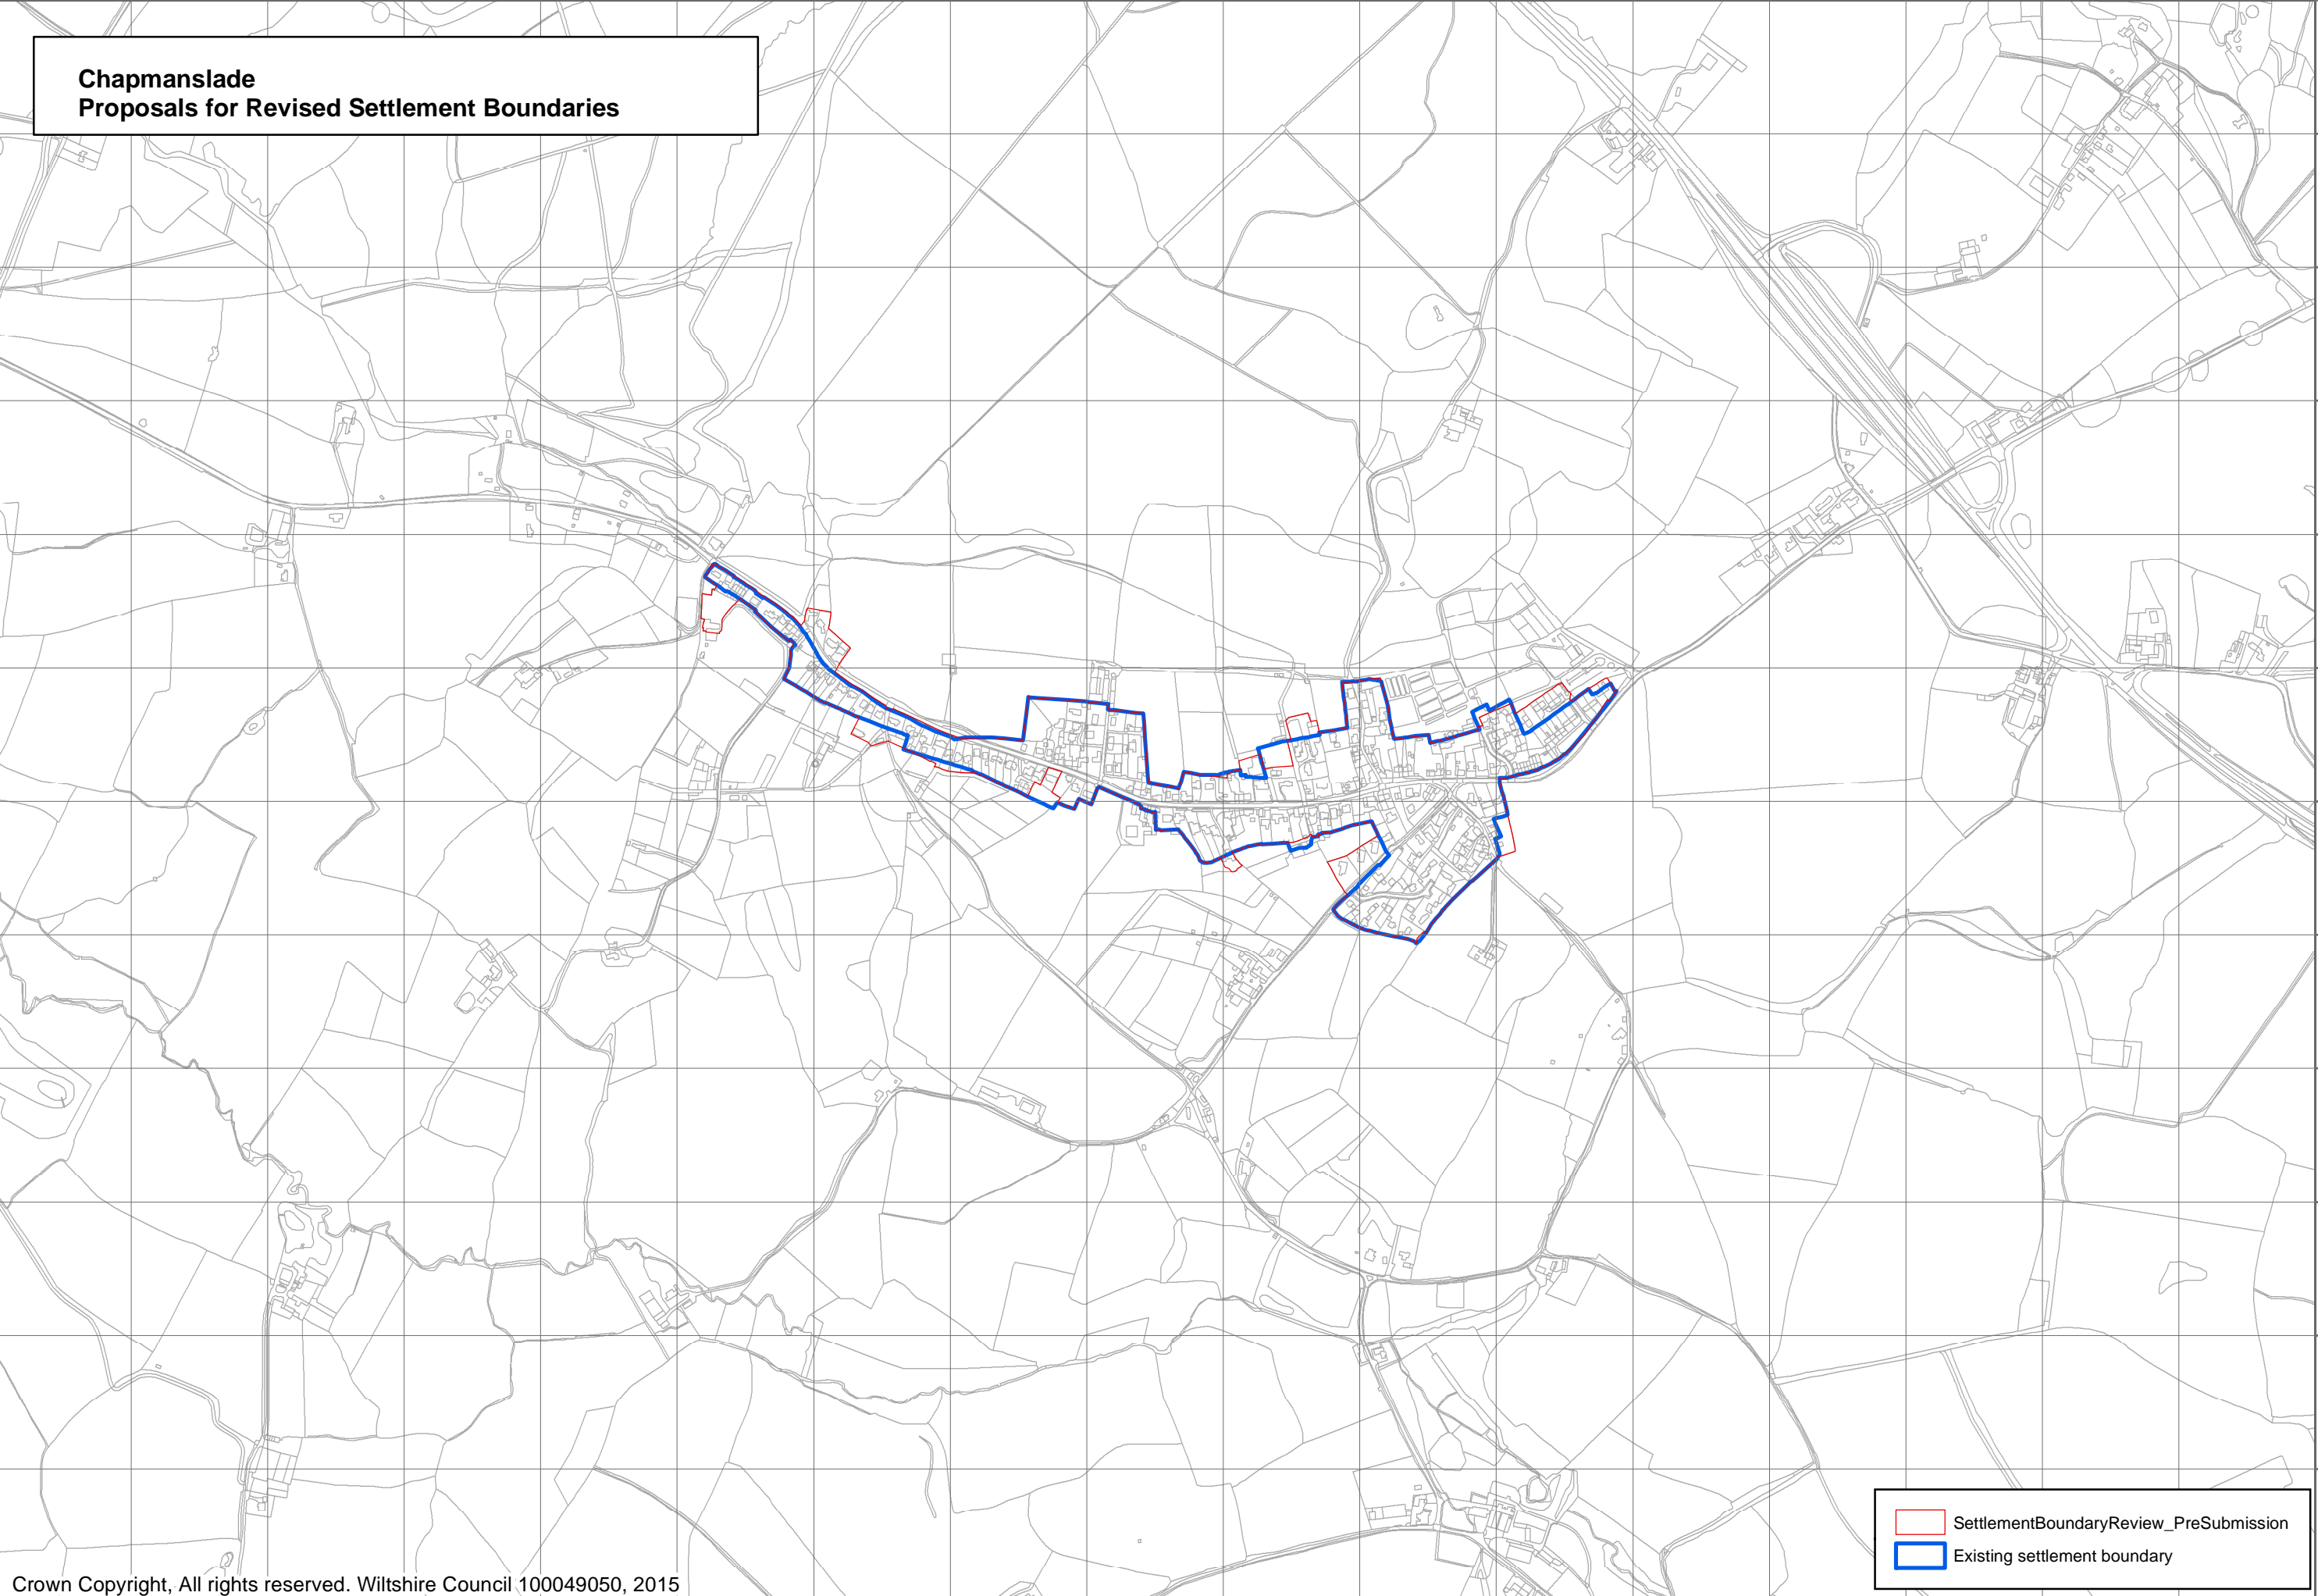 Chapmanslade
Proposals for Revised Settlement Boundaries
SettlementBoundaryReview_PreSubmission
Existing settlement boundary
Crown Copyright, All rights reserved. Wiltshire Council 100049050, 2015